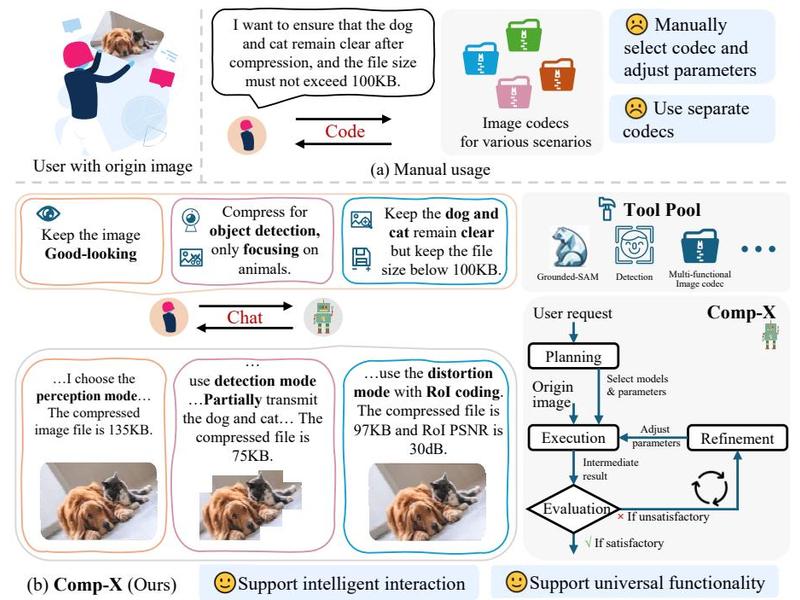 I want to ensure that the dog
and cat remain clear after
compression, and the file size
must not exceed 100KB.
Code
Image codecs
for various scenarios
Manually
select codec and
adjust parameters
Use separate
codecs
User with origin image
(a) Manual usage
Keep the image
Good-looking
Compress for
object detection,
only focusing on
animals.
Keep the dog and
cat remain clear
but keep the file
size below 100KB.
Chat
…I choose the
perception mode…
The compressed
image file is 135KB.
…
use detection mode
…Partially transmit
the dog and cat… The
compressed file is
75KB.
…use the distortion
mode with RoI coding.
The compressed file is
97KB and RoI PSNR is
30dB.
Tool Pool
Grounded-SAM
Detection
Multi-functional
Image codec
Comp-X
User request
Planning
Select models
& parameters
Origin
image
Execution
Adjust
parameters
Refinement
Intermediate
result
Evaluation
× If unsatisfactory
√ If satisfactory
(b) Comp-X (Ours)
Support intelligent interaction
Support universal functionality